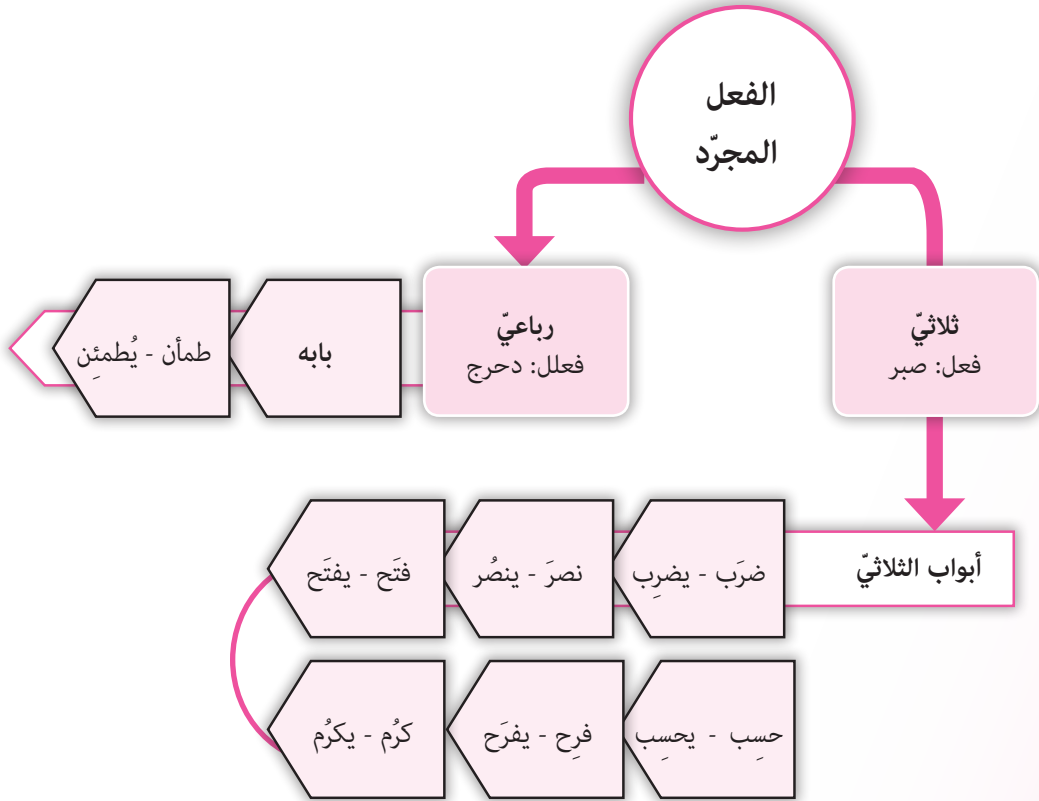 الفعل
المجرّد
ثلاثيّ
فعل: صبر
رباعيّ
فعلل: دحرج
بابه
طمأن - يُطمئِن
أبواب الثلاثيّ
ضرَب - يضرِب
نصرَ - ينصُر
فتَح - يفتَح
حسِب - يحسِب
فرِح - يفرَح
كرُم - يكرُم